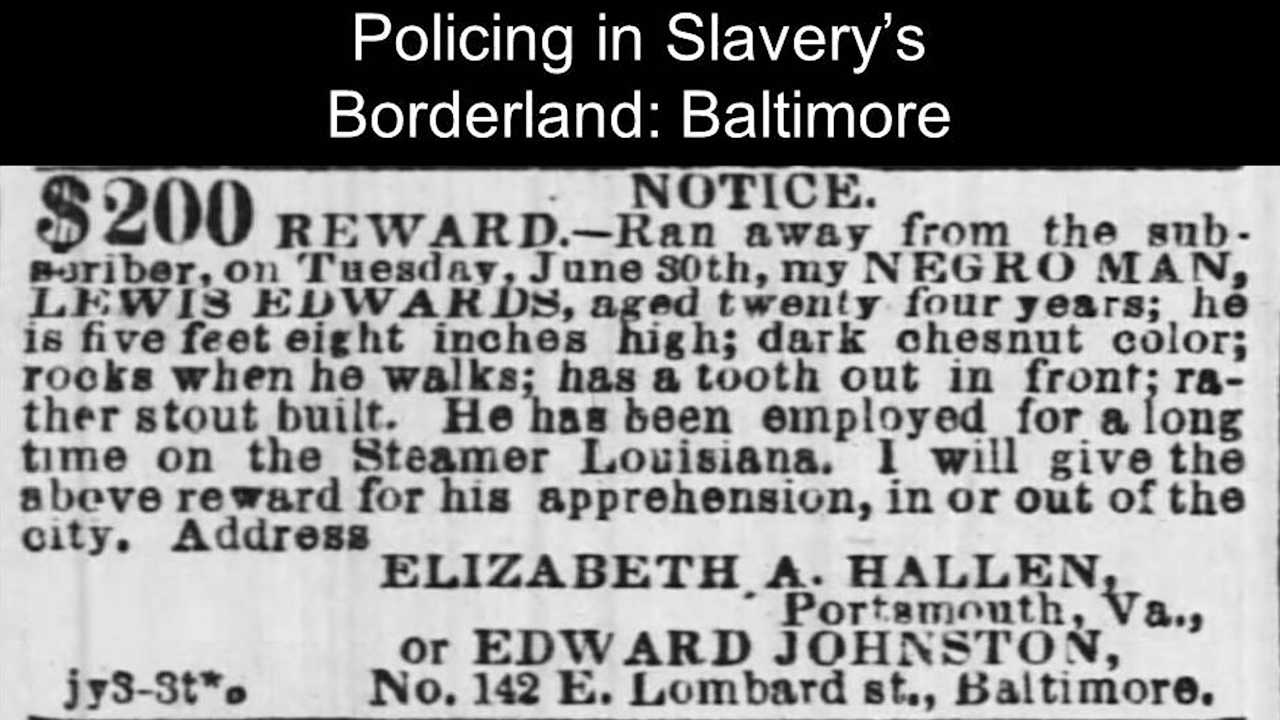 Policing in Slavery’s
Borderland: Baltimore
NOTICE.
$200 REWARD.—Ran away from the sub-
scriber, on Tuesday, June 30th, my NEGRO MAN,
LEWIS EDWARDS, aged twenty four years; he
is five feet eight inches high; dark chesnut color;
rocks when he walks; has a tooth out in front; ra-
ther stout built. He has been employed for a long
time on the Steamer Louisiana. I will give the
above reward for his apprehension, in or out of the
city. Address
ELIZABETH A. HALLEN,
Portsmouth, Va.,
or EDWARD JOHNSTON,
jy3-3t*. No. 142 E. Lombard st., Baltimore.